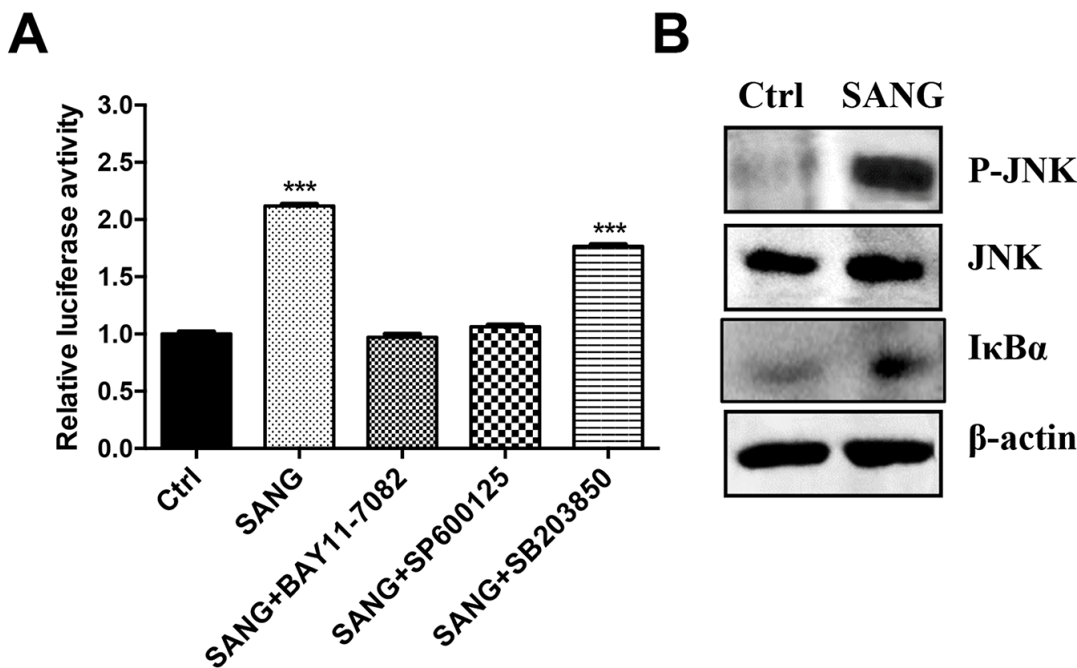 A
B
Relative luciferase avtivity
3.0
2.5
2.0
1.5
1.0
0.5
0.0
***
***
Ctrl
SANG
SANG+BAY11-7082
SANG+SP600125
SANG+SB203850
Ctrl SANG
P-JNK
JNK
IκBα
β-actin